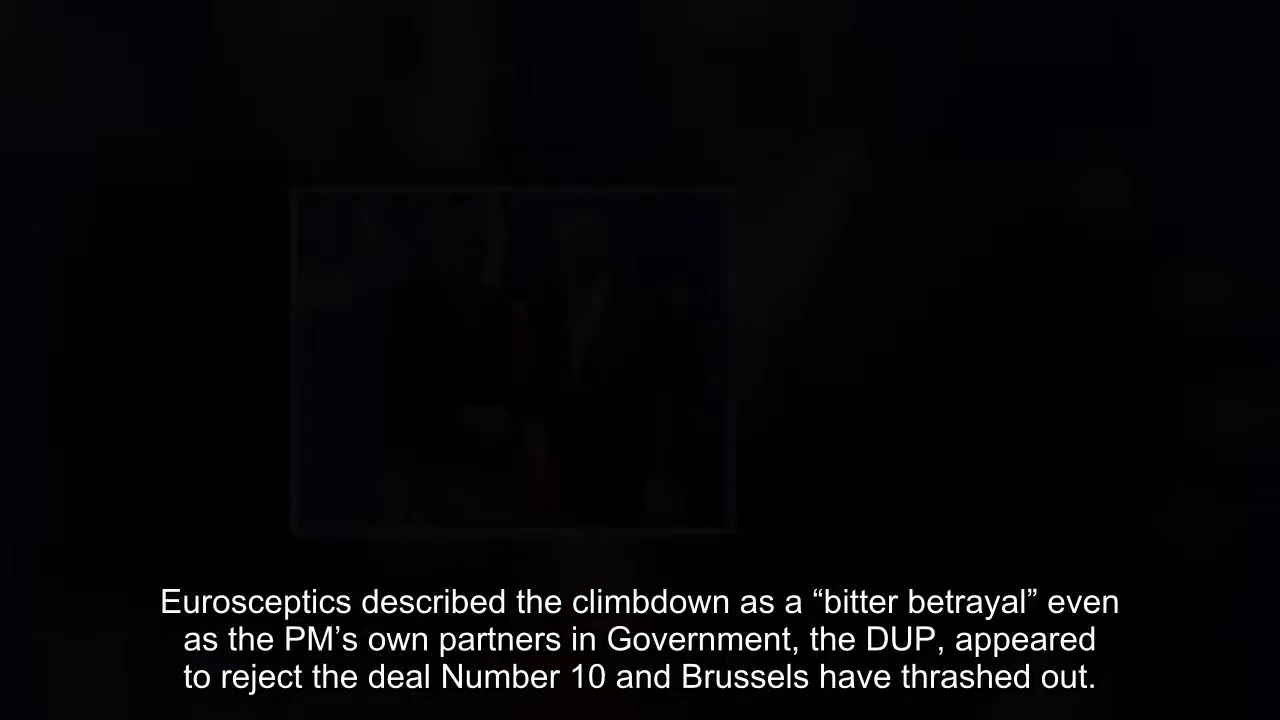 Eurosceptics described the climbdown as a “bitter betrayal” even
as the PM’s own partners in Government, the DUP, appeared
to reject the deal Number 10 and Brussels have thrashed out.